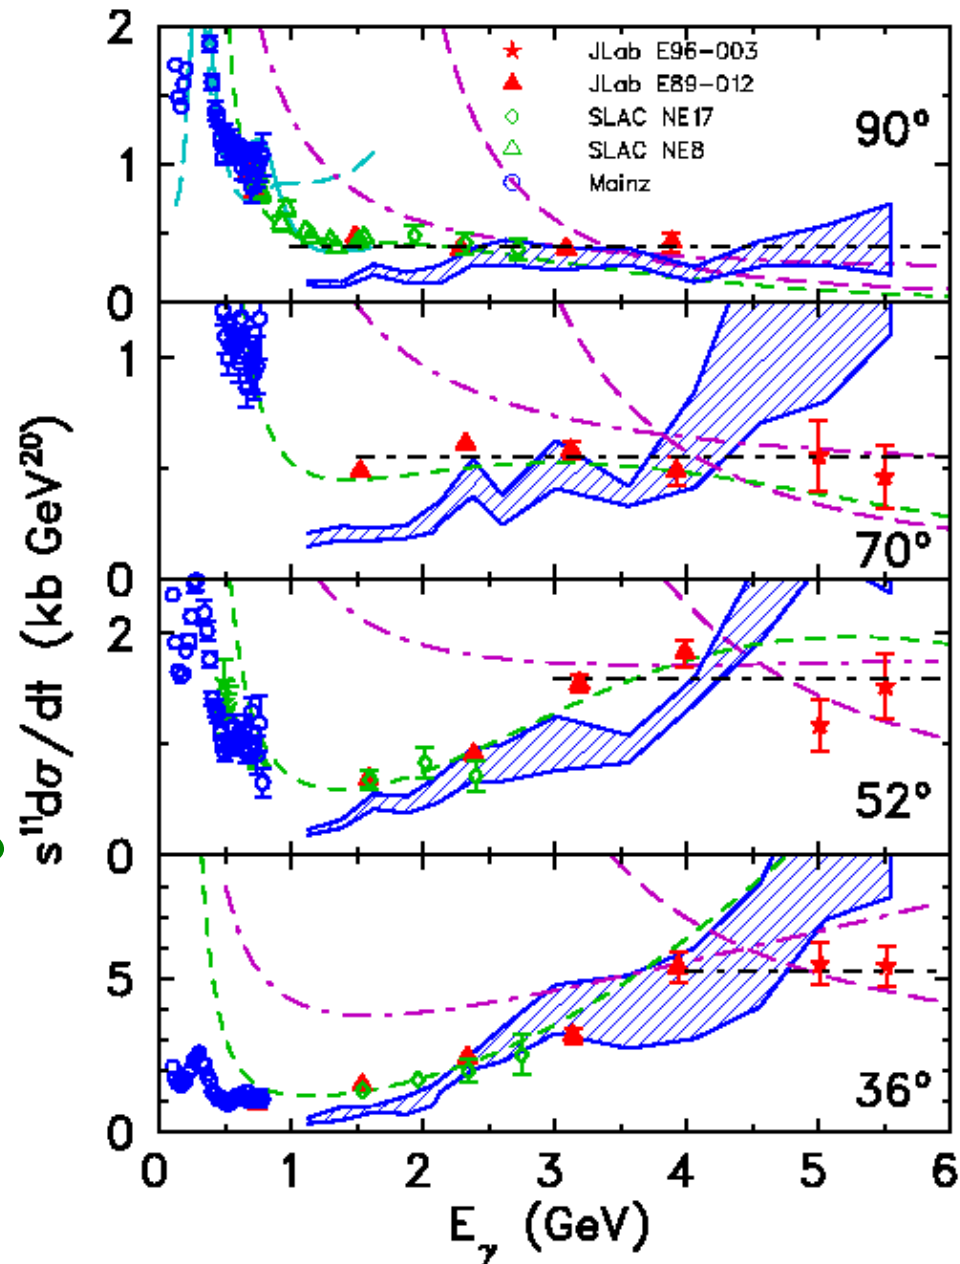 2
JLab E96-003
JLab E89-012
SLAC NE17
SLAC NE8
Mainz
90°
1
0
1
70°
0
2
52°
0
5
36°
0
0 1 2 3 4 5 6
E_γ (GeV)
s¹¹dσ/dt (kb GeV²⁰)